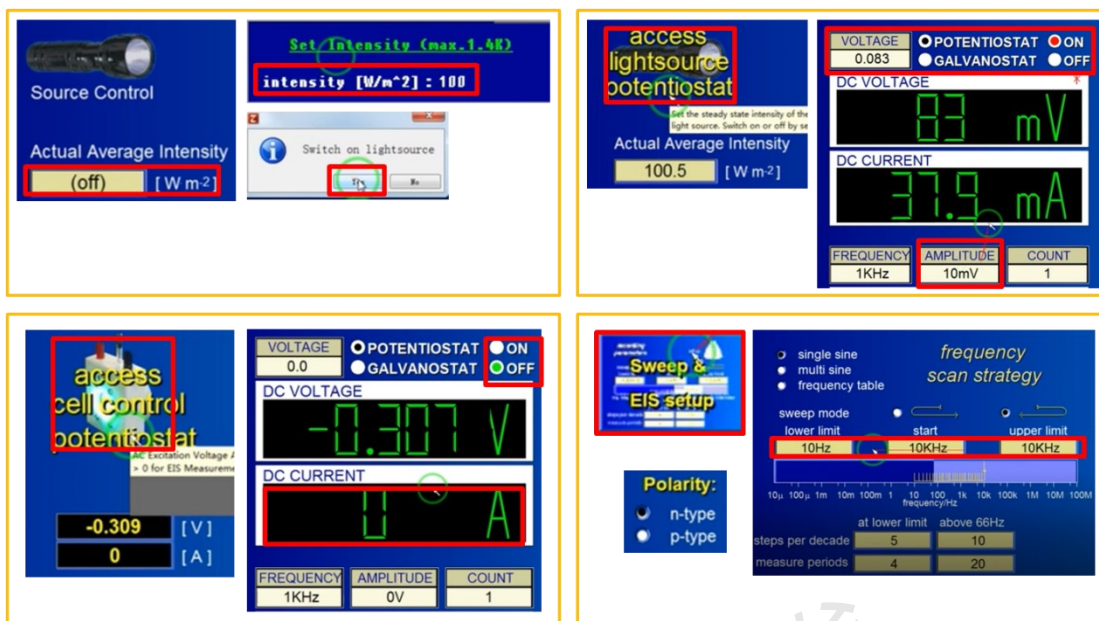 Source Control
Actual Average Intensity
(off) [ W m-2]
Set Intensity (max.1.4K)
intensity [W/m^2] : 100
Switch on lightsource
Yes No
access
lightsource
potentiostat
Set the steady state intensity of the
light source. Switch on or off by se
Actual Average Intensity
100.5 [ W m-2]
VOLTAGE POTENTIOSTAT ON
0.083 GALVANOSTAT OFF
DC VOLTAGE
83 mV
DC CURRENT
37.9 mA
FREQUENCY AMPLITUDE COUNT
1KHz 10mV 1
access
cell control
potentiostat
AC Excitation Voltage A
> 0 for EIS Measureme
-0.309 [ V ]
0 [ A ]
VOLTAGE POTENTIOSTAT ON
0.0 GALVANOSTAT OFF
DC VOLTAGE
-0.307 V
DC CURRENT
0 A
FREQUENCY AMPLITUDE COUNT
1KHz 0V 1
recording
parameters
Sweep &
EIS setup
Polarity:
n-type
p-type
single sine
multi sine
frequency table
frequency
scan strategy
sweep mode
lower limit start upper limit
10Hz 10KHz 10KHz
10μ 100μ 1m 10m 100m 1 10 100 1k 10k 100k 1M 10M 100M
frequency/Hz
at lower limit above 66Hz
steps per decade 5 10
measure periods 4 20